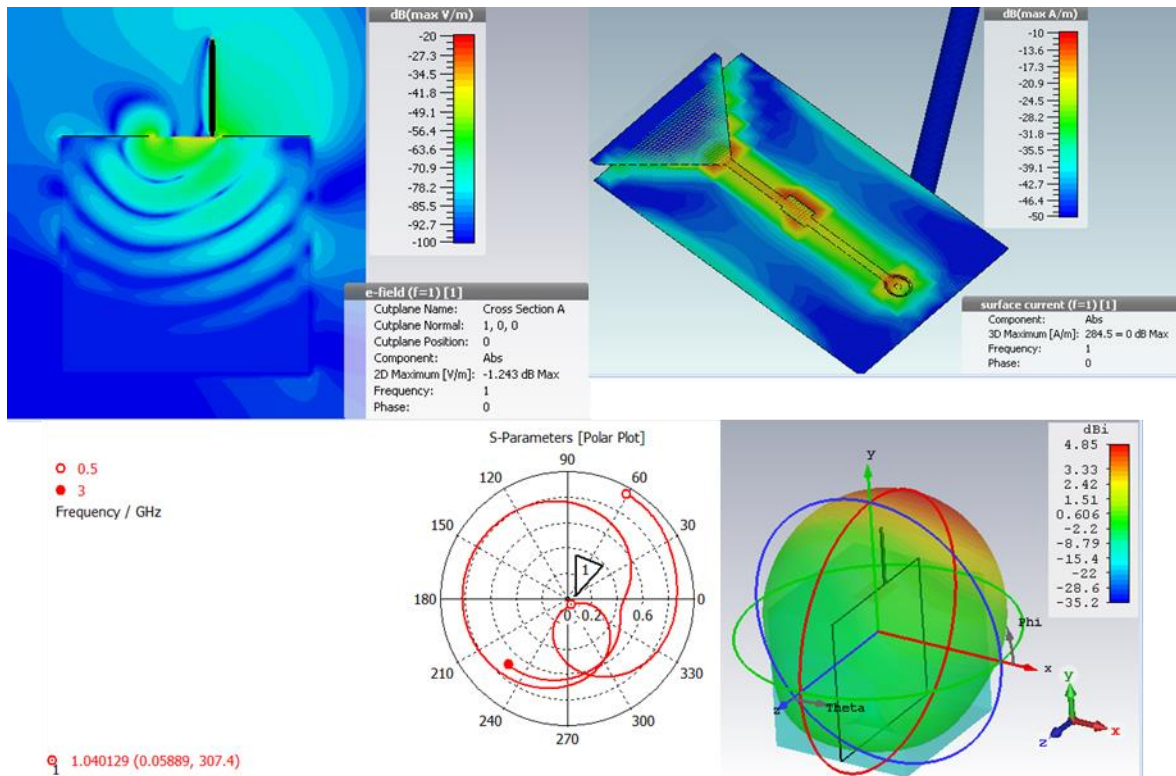 dB(max V/m)
-20
-27.3
-34.5
-41.8
-49.1
-56.4
-63.6
-70.9
-78.2
-85.5
-92.7
-100
e-field (f=1) [1]
Cutplane Name: Cross Section A
Cutplane Normal: 1, 0, 0
Cutplane Position: 0
Component: Abs
2D Maximum [V/m]: -1.243 dB Max
Frequency: 1
Phase: 0
dB(max A/m)
-10
-13.6
-17.3
-20.9
-24.5
-28.2
-31.8
-35.5
-39.1
-42.7
-46.4
-50
surface current (f=1) [1]
Component: Abs
3D Maximum [A/m]: 284.5 = 0 dB Max
Frequency: 1
Phase: 0
S-Parameters [Polar Plot]
0.5
3
Frequency / GHz
90
120
60
150
30
180
0
0.2
0.6
0
1
210
330
240
300
270
1.040129 (0.05889, 307.4)
1
dBi
4.85
3.33
2.42
1.51
0.606
-2.2
-8.79
-15.4
-22
-28.6
-35.2
y
Phi
x
z
Theta
y
z
x